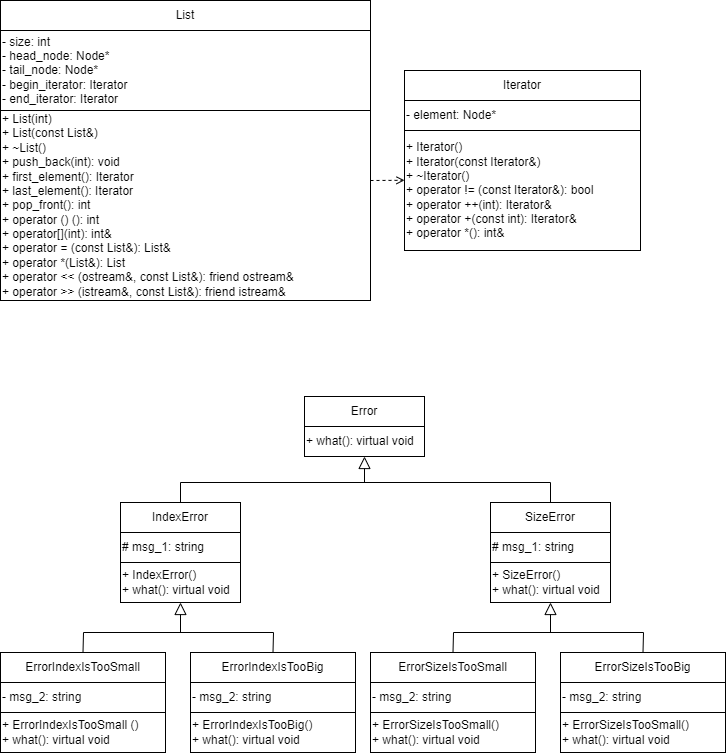 List
- size: int
- head_node: Node*
- tail_node: Node*
- begin_iterator: Iterator
- end_iterator: Iterator
+ List(int)
+ List(const List&)
+ ~List()
+ push_back(int): void
+ first_element(): Iterator
+ last_element(): Iterator
+ pop_front(): int
+ operator () (): int
+ operator[](int): int&
+ operator = (const List&): List&
+ operator *(List&): List
+ operator << (ostream&, const List&): friend ostream&
+ operator >> (istream&, const List&): friend istream&
Iterator
- element: Node*
+ Iterator()
+ Iterator(const Iterator&)
+ ~Iterator()
+ operator != (const Iterator&): bool
+ operator ++(int): Iterator&
+ operator +(const int): Iterator&
+ operator *(): int&
Error
+ what(): virtual void
IndexError
# msg_1: string
+ IndexError()
+ what(): virtual void
SizeError
# msg_1: string
+ SizeError()
+ what(): virtual void
ErrorIndexIsTooSmall
- msg_2: string
+ ErrorIndexIsTooSmall ()
+ what(): virtual void
ErrorIndexIsTooBig
- msg_2: string
+ ErrorIndexIsTooBig()
+ what(): virtual void
ErrorSizeIsTooSmall
- msg_2: string
+ ErrorSizeIsTooSmall()
+ what(): virtual void
ErrorSizeIsTooBig
- msg_2: string
+ ErrorSizeIsTooSmall()
+ what(): virtual void